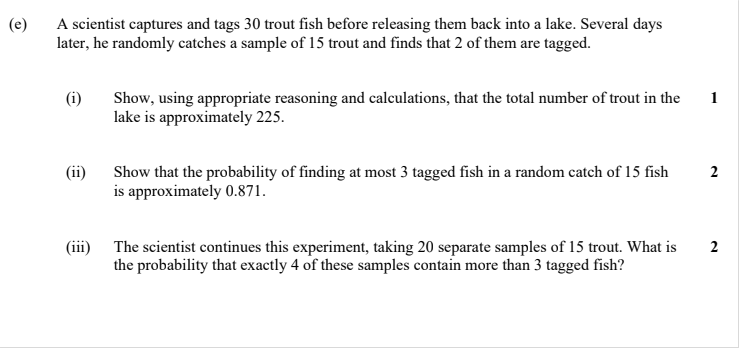 (e) A scientist captures and tags 30 trout fish before releasing them back into a lake. Several days
later, he randomly catches a sample of 15 trout and finds that 2 of them are tagged.
(i) Show, using appropriate reasoning and calculations, that the total number of trout in the 1
lake is approximately 225.
(ii) Show that the probability of finding at most 3 tagged fish in a random catch of 15 fish 2
is approximately 0.871.
(iii) The scientist continues this experiment, taking 20 separate samples of 15 trout. What is 2
the probability that exactly 4 of these samples contain more than 3 tagged fish?